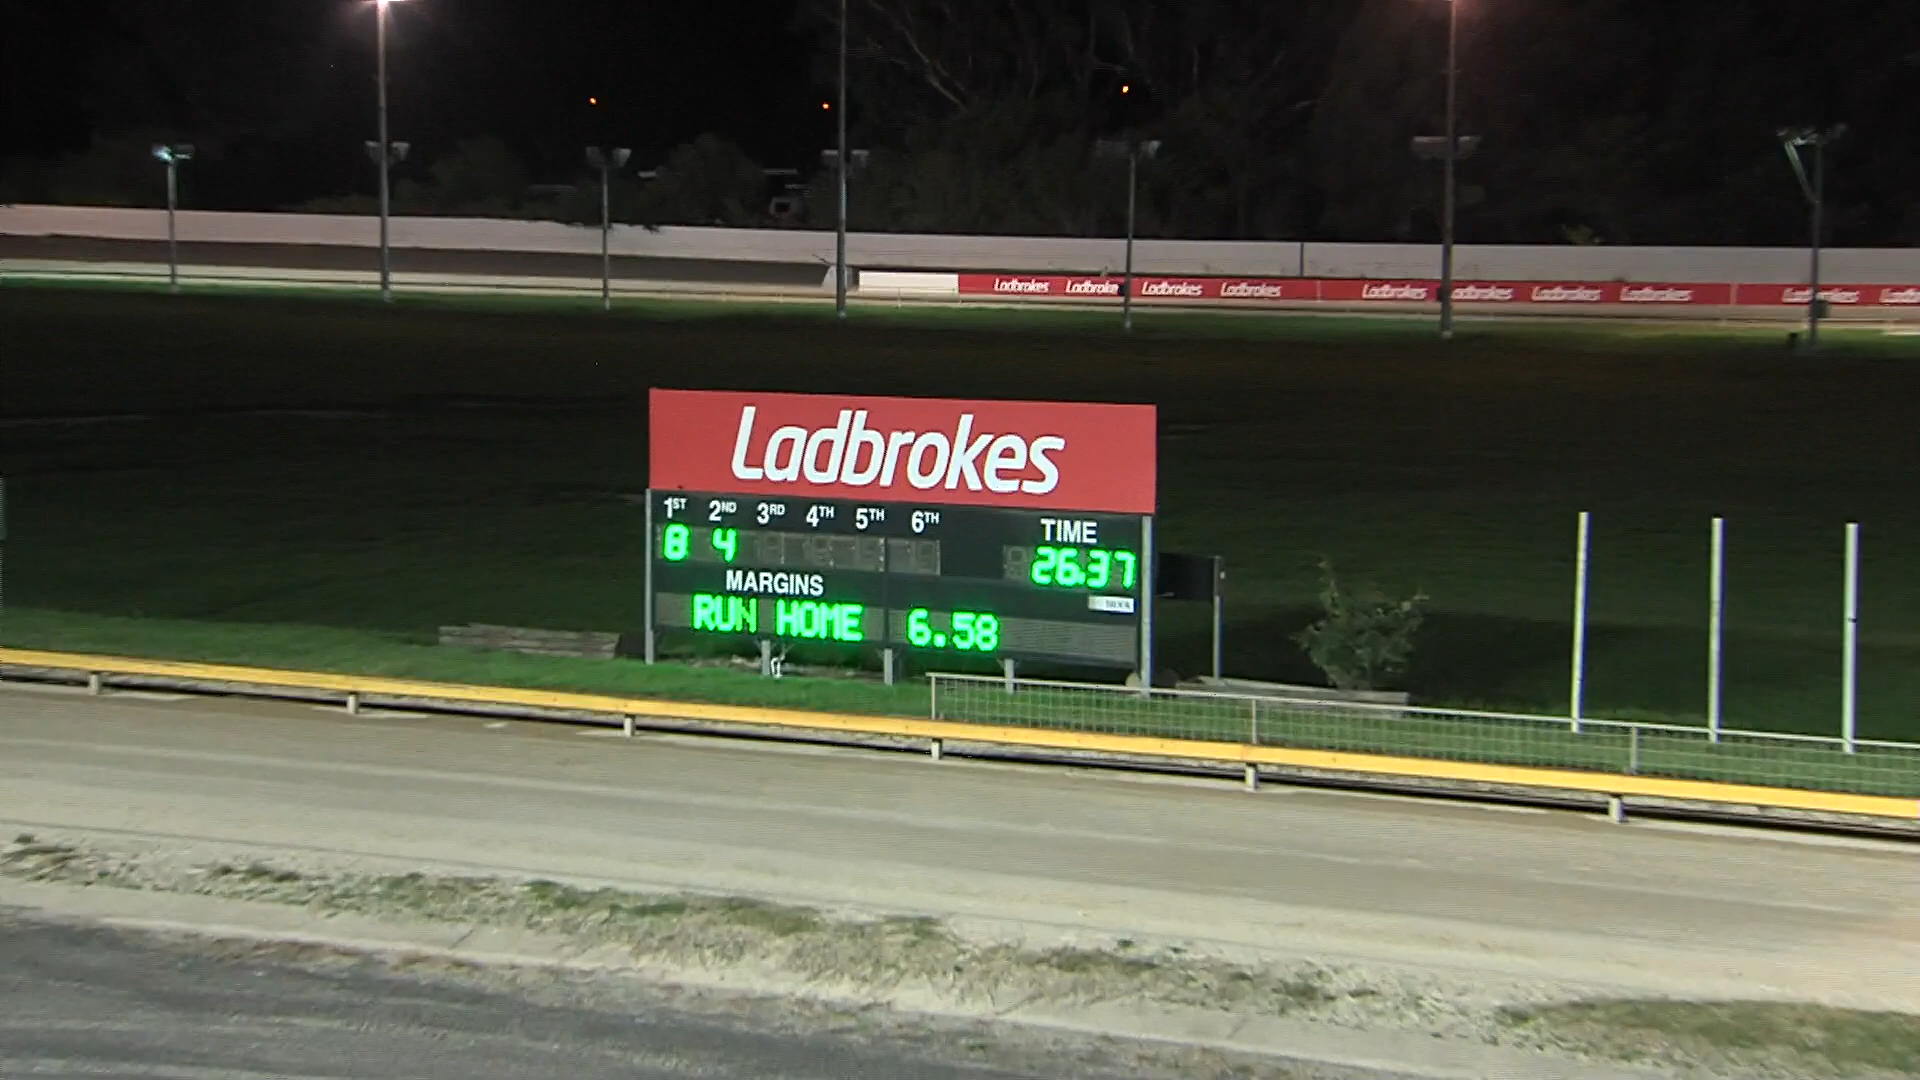 Ladbrokes Ladbroke Ladbrokes Ladbrokes Ladbrokes Ladbrokes Ladbrokes Ladbrokes Ladbrokes
Ladbrokes
1ST 2ND 3RD 4TH 5TH 6TH TIME
8 4 26.37
MARGINS
RUN HOME 6.58